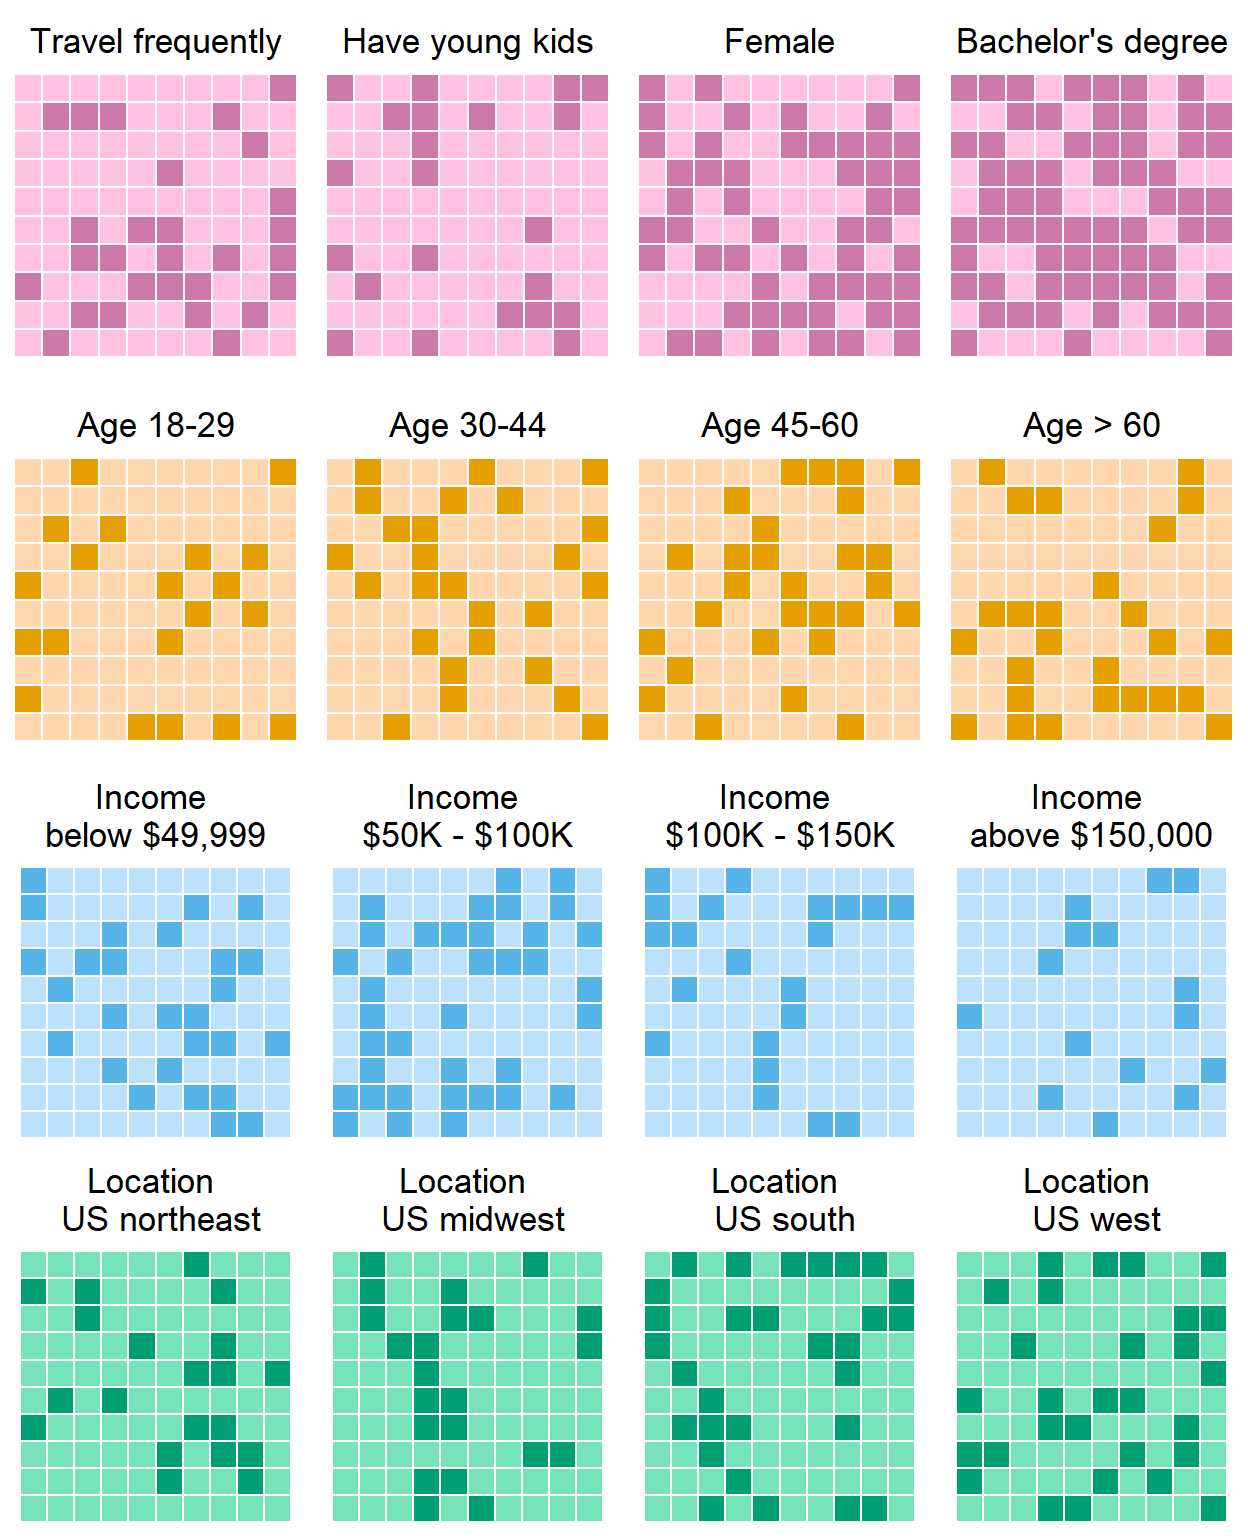 Travel frequently
Have young kids
Female
Bachelor's degree
Age 18-29
Age 30-44
Age 45-60
Age > 60
Income
below $49,999
Income
$50K - $100K
Income
$100K - $150K
Income
above $150,000
Location
US northeast
Location
US midwest
Location
US south
Location
US west